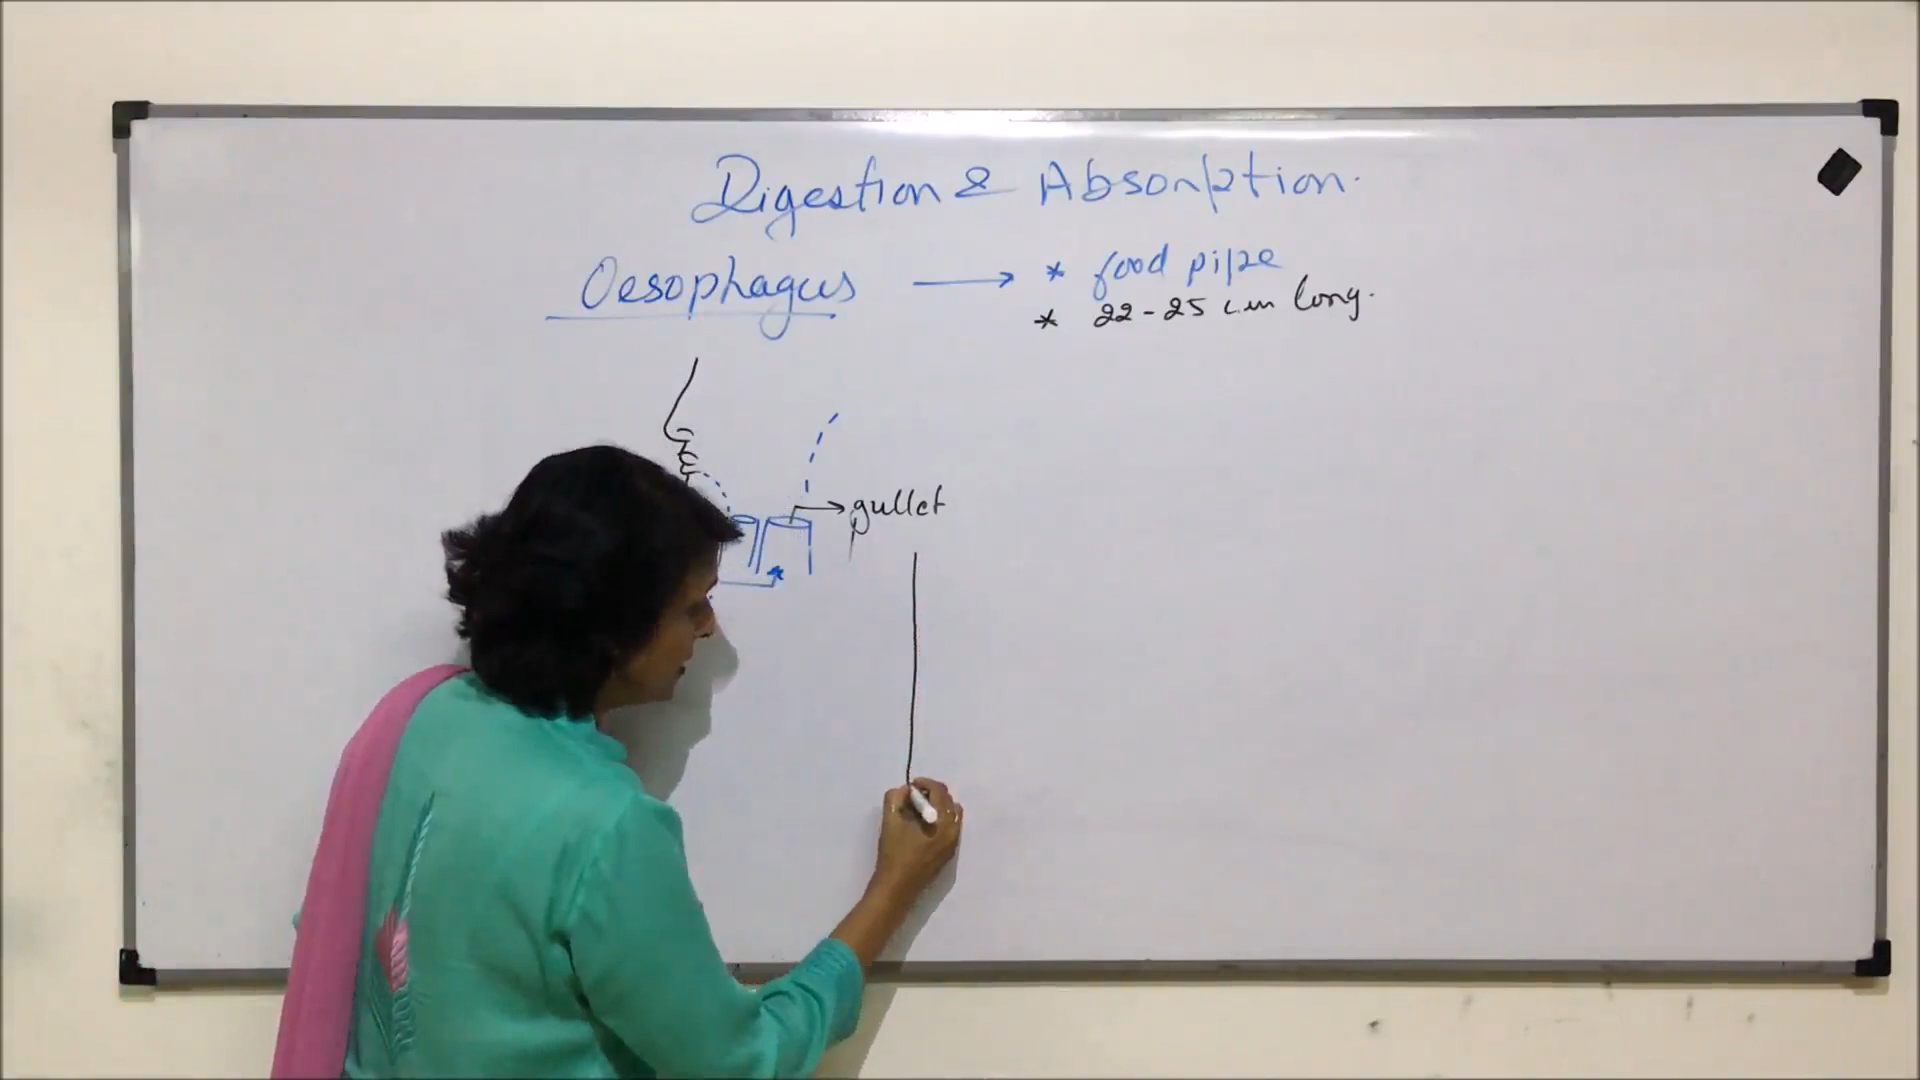 Digestion & Absorption.
Oesophagus → * food pipe
* 22-25 cm long.
→ gullet